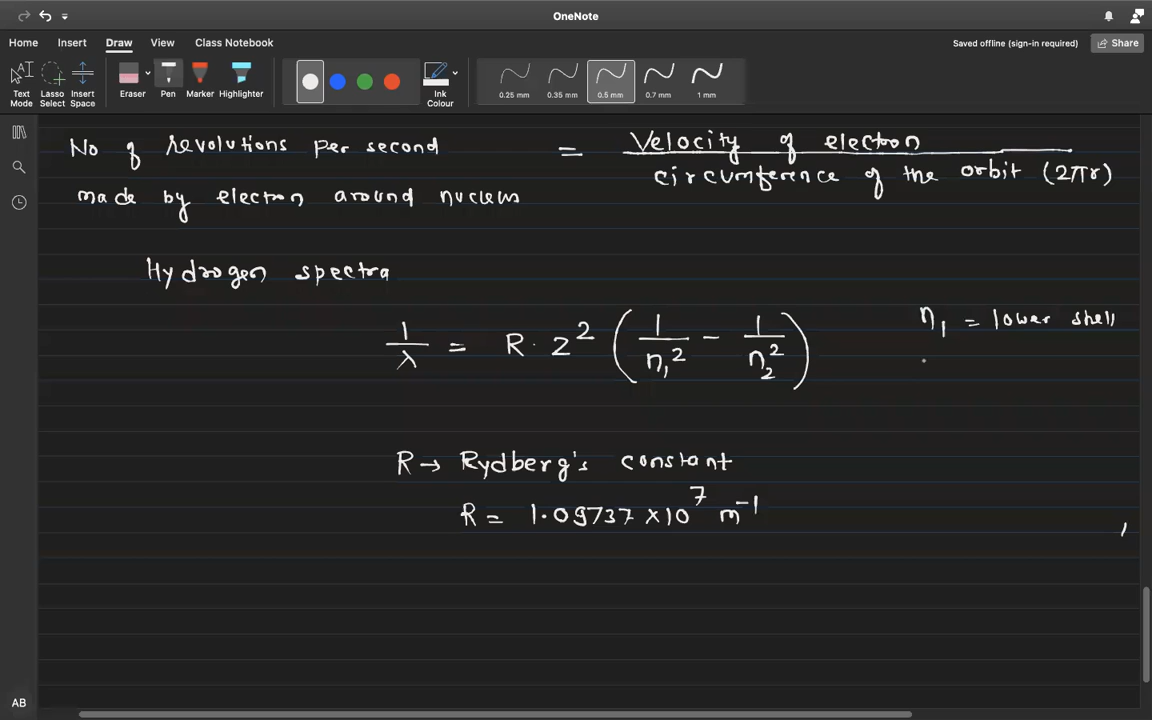 OneNote
Home Insert Draw View Class Notebook
Saved offline (sign-in required) Share
Text Mode Lasso Select Insert Space Eraser Pen Marker Highlighter Ink Colour 0.25 mm 0.35 mm 0.5 mm 0.7 mm 1 mm
No of revolutions per second made by electron around nucleus = Velocity of electron / circumference of the orbit (2πr)
Hydrogen spectra
1/λ = R · Z² (1/n₁² − 1/n₂²)
n₁ = lower shell
R → Rydberg's constant
R = 1.09737 × 10⁷ m⁻¹
AB